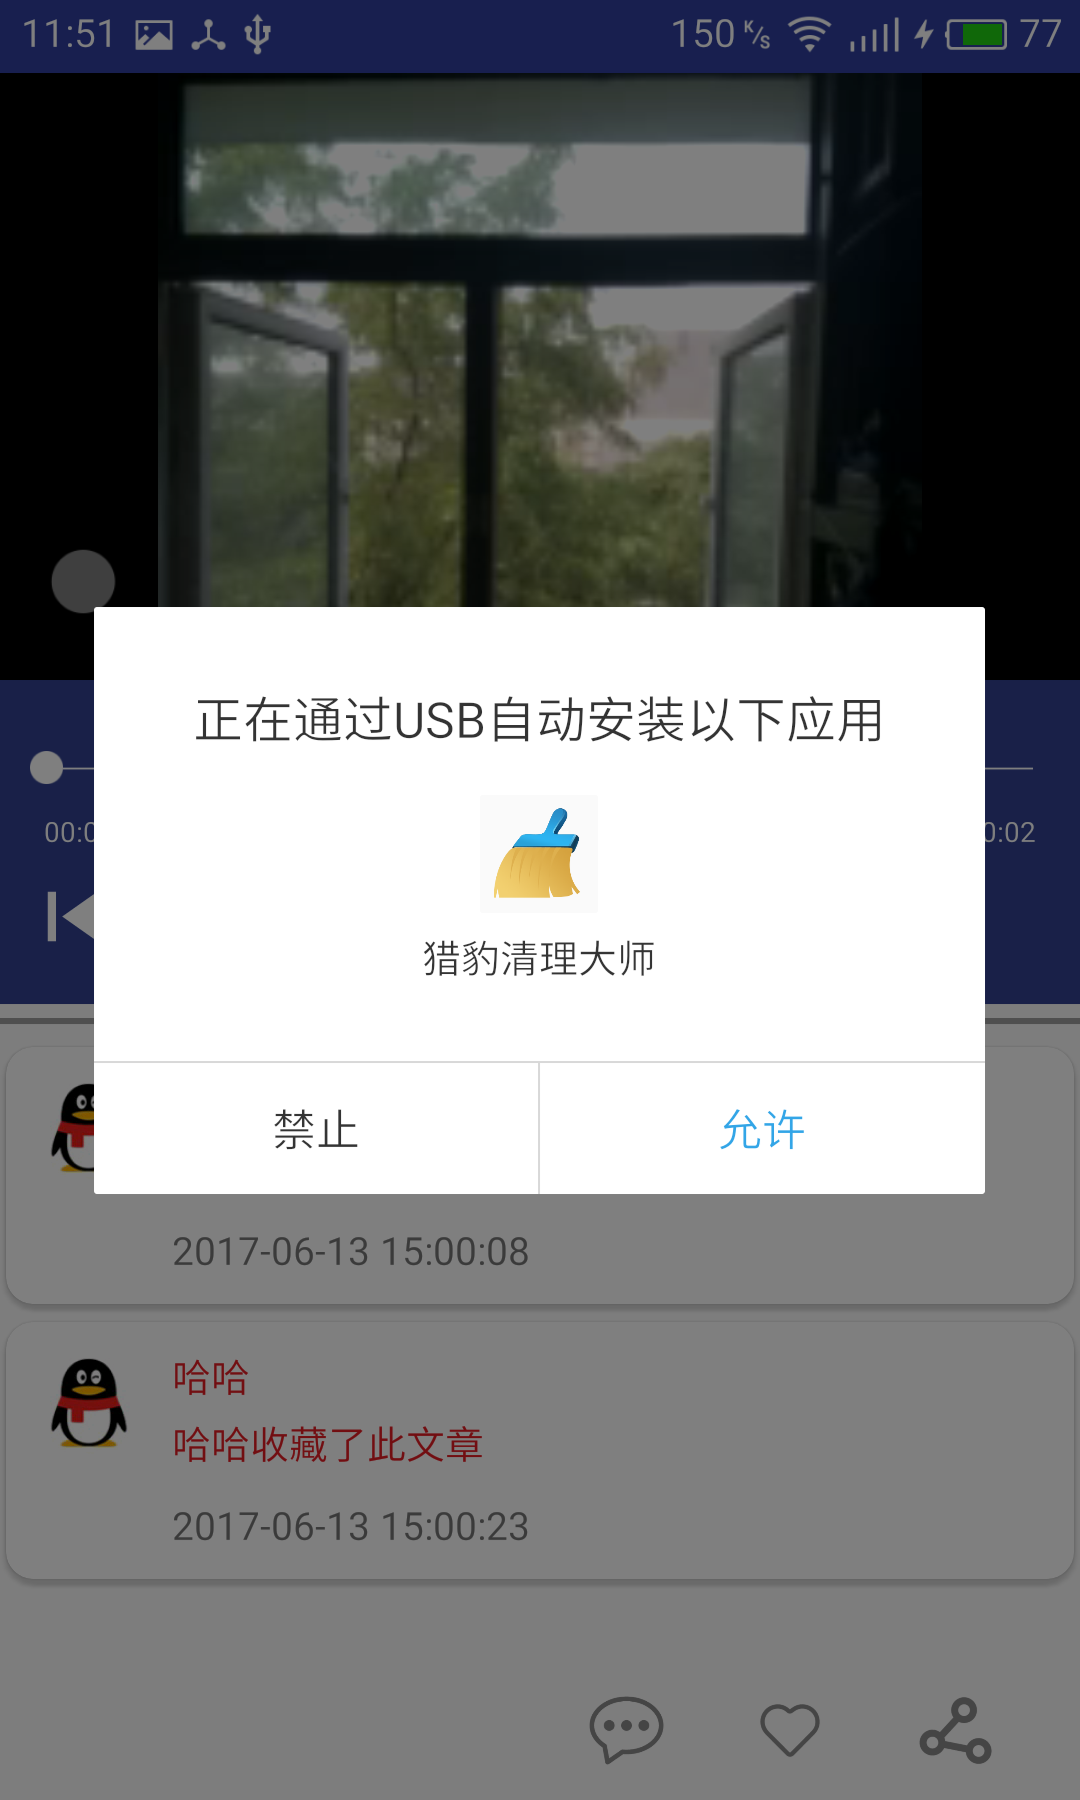 11:51 150 K/S 77
正在通过USB自动安装以下应用
00:0 0:02
猎豹清理大师
禁止 允许
2017-06-13 15:00:08
哈哈
哈哈收藏了此文章
2017-06-13 15:00:23